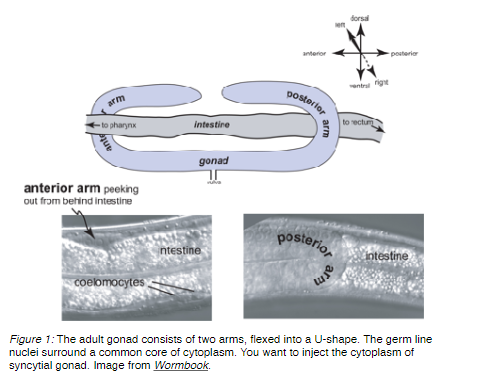 dorsal
left
anterior
posterior
ventral
right
anterior arm
posterior arm
to pharynx
intestine
to rectum
gonad
vulva
anterior arm peeking
out from behind intestine
ntestine
coelomocytes
posterior arm
intestine
Figure 1: The adult gonad consists of two arms, flexed into a U-shape. The germ line
nuclei surround a common core of cytoplasm. You want to inject the cytoplasm of
syncytial gonad. Image from Wormbook.